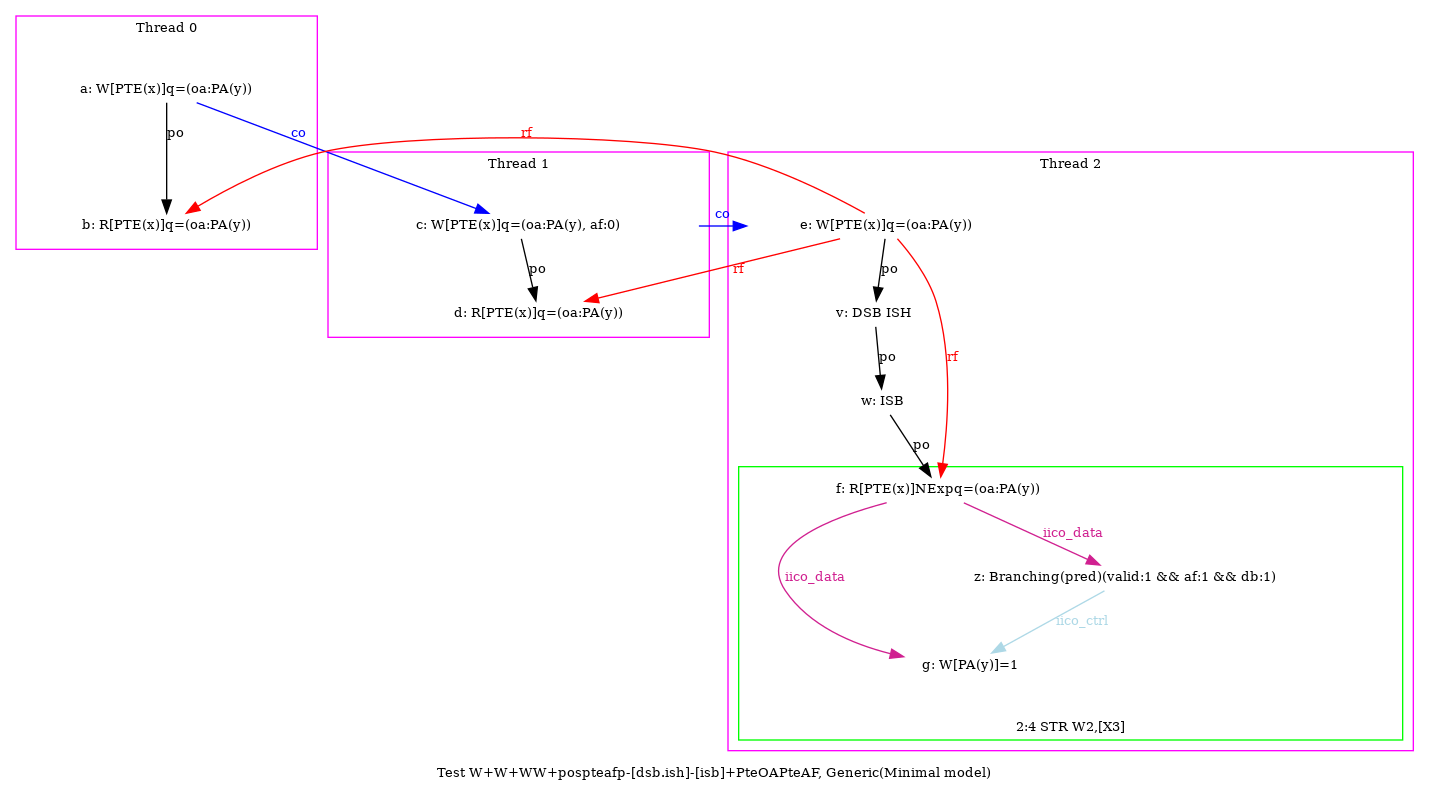 Thread 0
a: W[PTE(x)]q=(oa:PA(y))
po
co
rf
Thread 1
Thread 2
b: R[PTE(x)]q=(oa:PA(y))
c: W[PTE(x)]q=(oa:PA(y), af:0)
co
e: W[PTE(x)]q=(oa:PA(y))
po
rf
po
d: R[PTE(x)]q=(oa:PA(y))
v: DSB ISH
po
rf
w: ISB
po
f: R[PTE(x)]NExpq=(oa:PA(y))
iico_data
iico_data
z: Branching(pred)(valid:1 && af:1 && db:1)
iico_ctrl
g: W[PA(y)]=1
2:4 STR W2,[X3]
Test W+W+WW+pospteafp-[dsb.ish]-[isb]+PteOAPteAF, Generic(Minimal model)